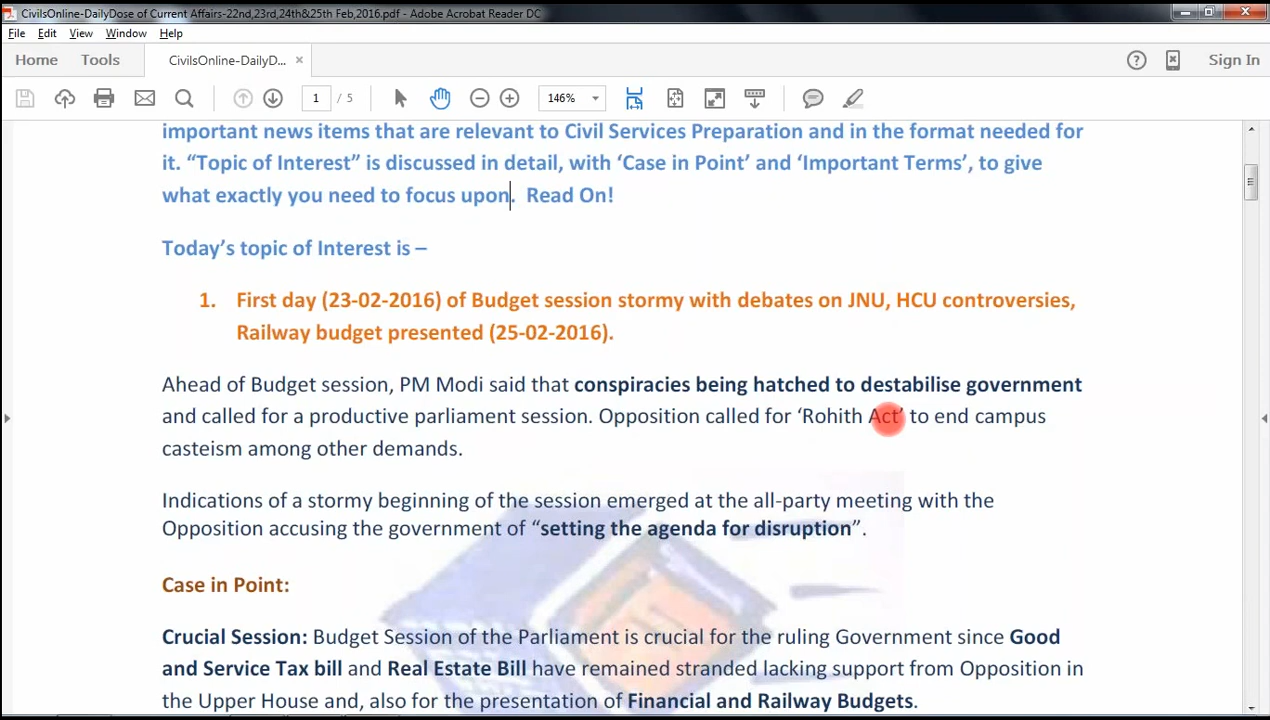 CivilsOnline-DailyDose of Current Affairs-22nd,23rd,24th&25th Feb,2016.pdf - Adobe Acrobat Reader DC
File Edit View Window Help
Home Tools CivilsOnline-DailyD... × Sign In
1 / 5 146%
important news items that are relevant to Civil Services Preparation and in the format needed for
it. “Topic of Interest” is discussed in detail, with ‘Case in Point’ and ‘Important Terms’, to give
what exactly you need to focus upon. Read On!
Today’s topic of Interest is –
1. First day (23-02-2016) of Budget session stormy with debates on JNU, HCU controversies,
Railway budget presented (25-02-2016).
Ahead of Budget session, PM Modi said that conspiracies being hatched to destabilise government
and called for a productive parliament session. Opposition called for ‘Rohith Act’ to end campus
casteism among other demands.
Indications of a stormy beginning of the session emerged at the all-party meeting with the
Opposition accusing the government of “setting the agenda for disruption”.
Case in Point:
Crucial Session: Budget Session of the Parliament is crucial for the ruling Government since Good
and Service Tax bill and Real Estate Bill have remained stranded lacking support from Opposition in
the Upper House and, also for the presentation of Financial and Railway Budgets.